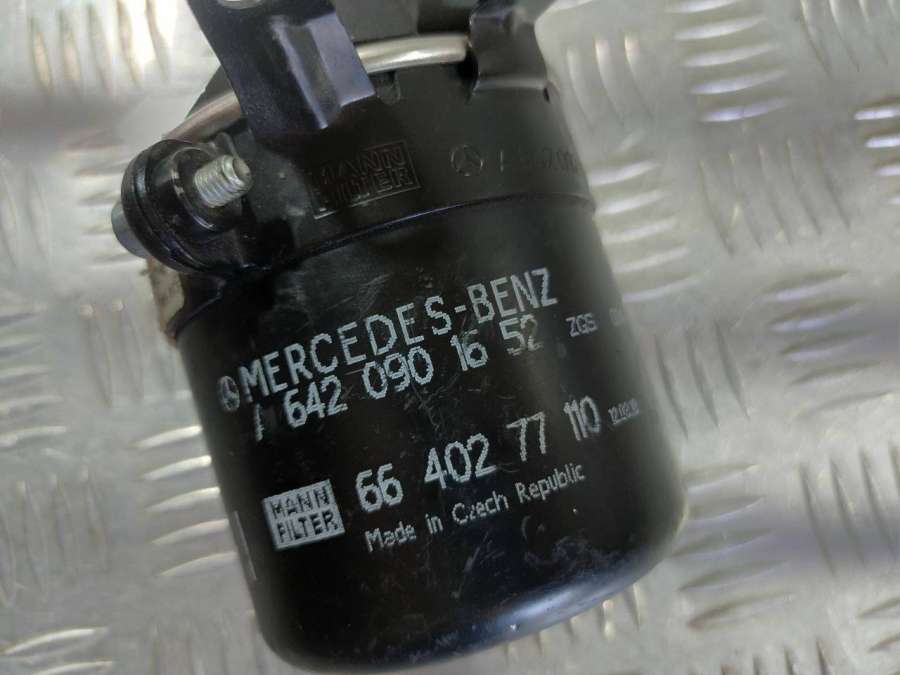 MANN
FILTER
MERCEDES-BENZ
A 642 090 16 52 ZGS
MANN
FILTER
66 402 77 110
Made in Czech Republic